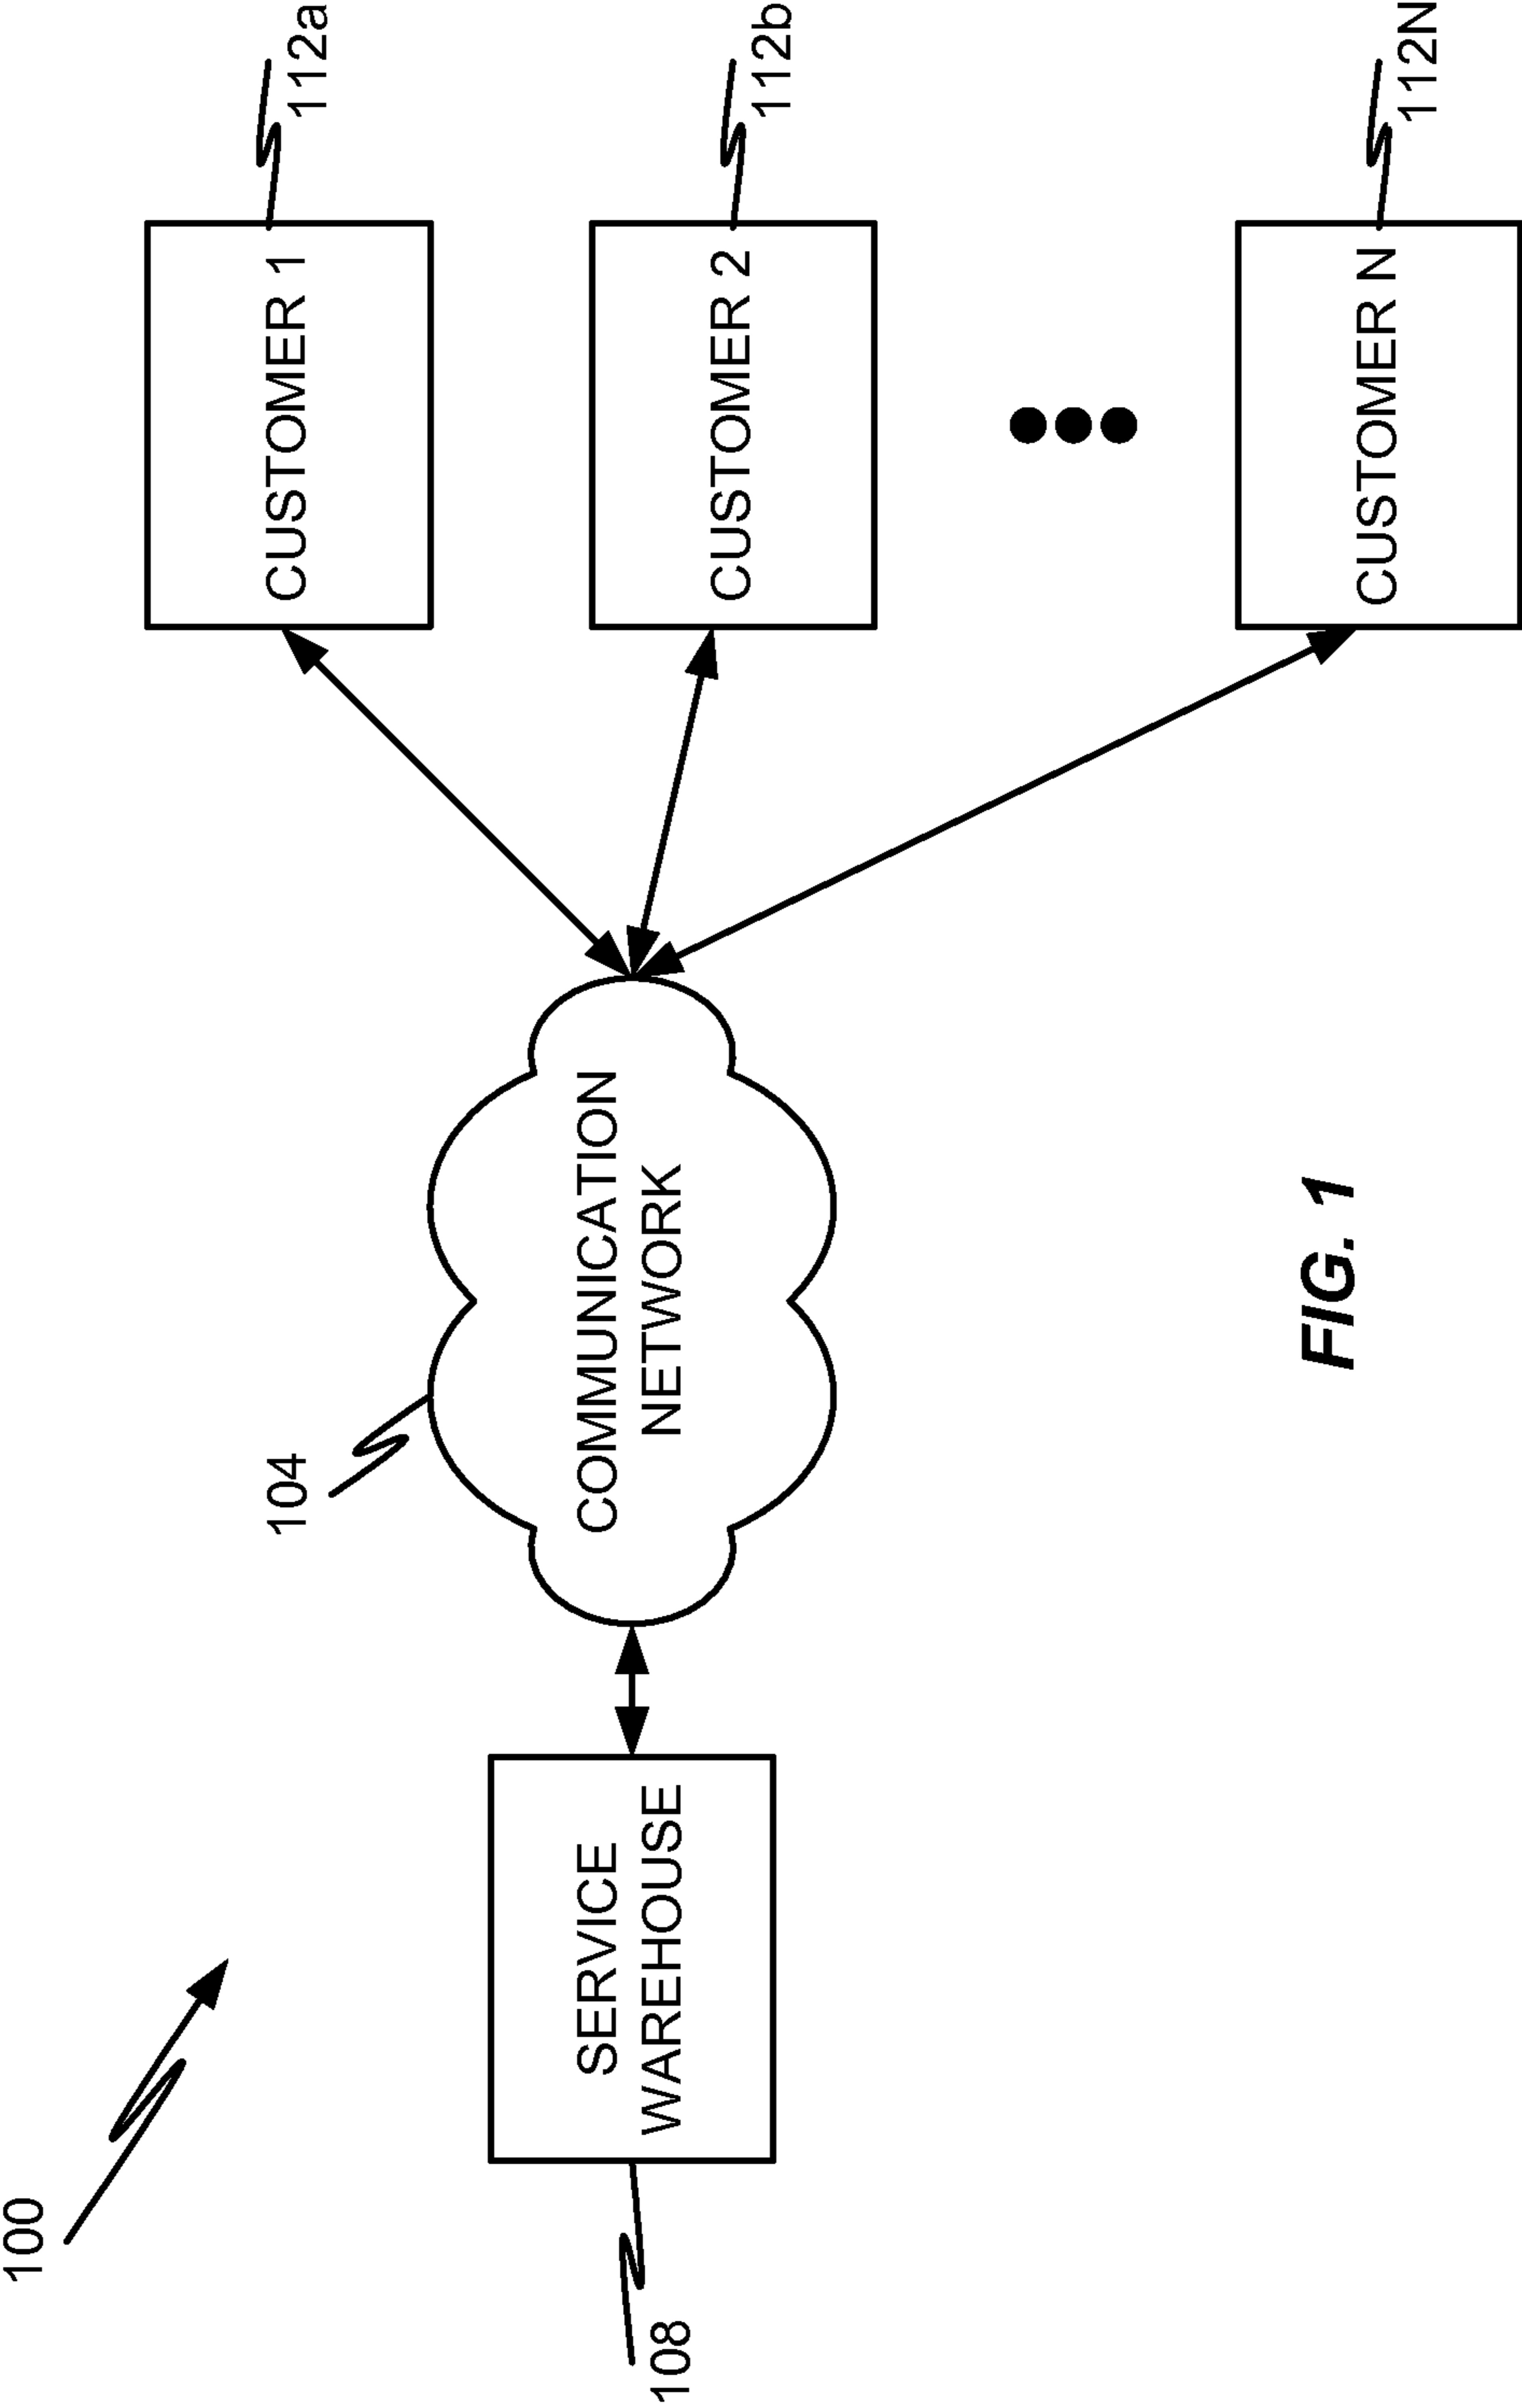 100
108
SERVICE
WAREHOUSE
104
COMMUNICATION
NETWORK
CUSTOMER 1
112a
CUSTOMER 2
112b
CUSTOMER N
112N
FIG. 1